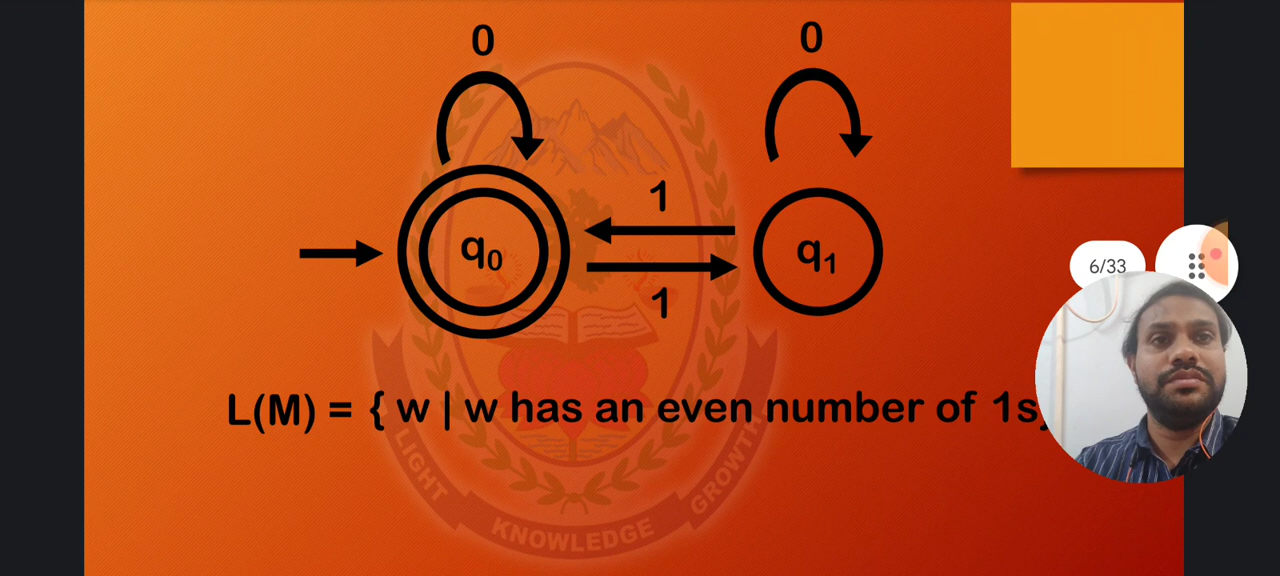 0 0
1
q0 q1
1
6/33
L(M) = { w | w has an even number of 1s}
LIGHT KNOWLEDGE GROWTH